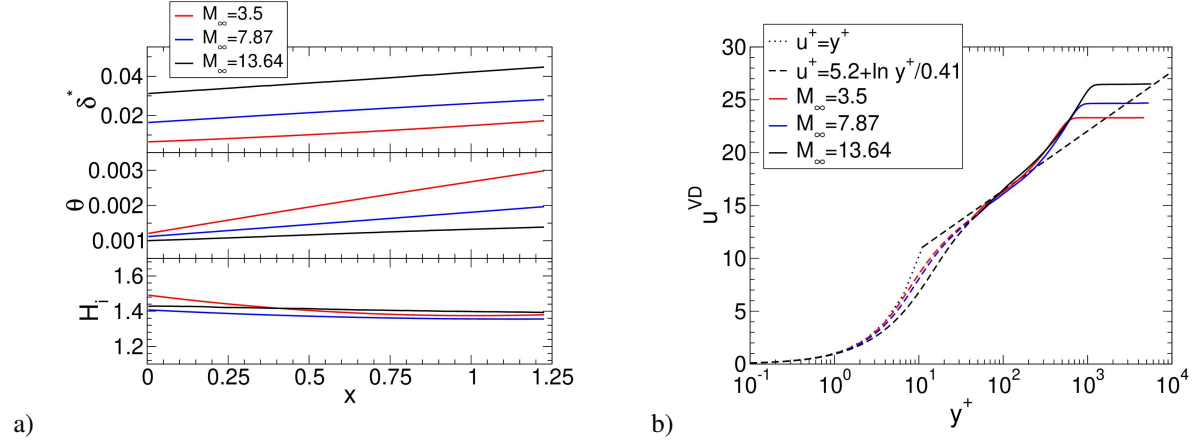 M∞=3.5
M∞=7.87
M∞=13.64
0.04
0.02
δ*
0.003
0.002
0.001
θ
1.6
1.4
1.2
H_i
0 0.25 0.5 0.75 1 1.25
x
a)
u⁺=y⁺
u⁺=5.2+ln y⁺/0.41
M∞=3.5
M∞=7.87
M∞=13.64
30
25
20
15
10
5
0
u^VD
10⁻¹ 10⁰ 10¹ 10² 10³ 10⁴
y⁺
b)